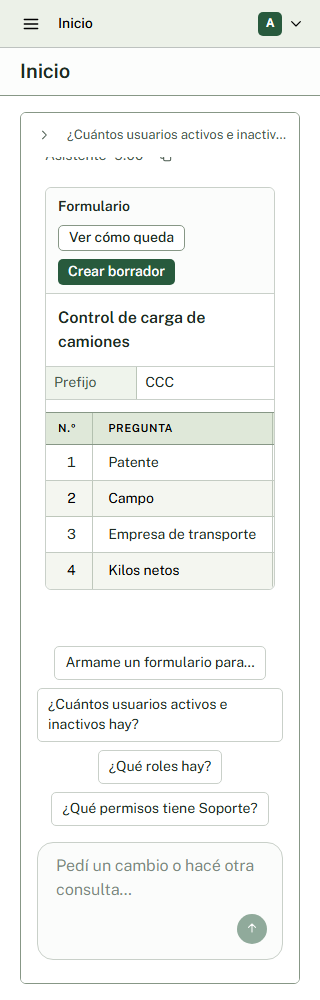 Inicio
A
Inicio
¿Cuántos usuarios activos e inactiv...
Formulario
Ver cómo queda
Crear borrador
Control de carga de
camiones
Prefijo CCC
N.º PREGUNTA
1 Patente
2 Campo
3 Empresa de transporte
4 Kilos netos
Armame un formulario para...
¿Cuántos usuarios activos e
inactivos hay?
¿Qué roles hay?
¿Qué permisos tiene Soporte?
Pedí un cambio o hacé otra
consulta...